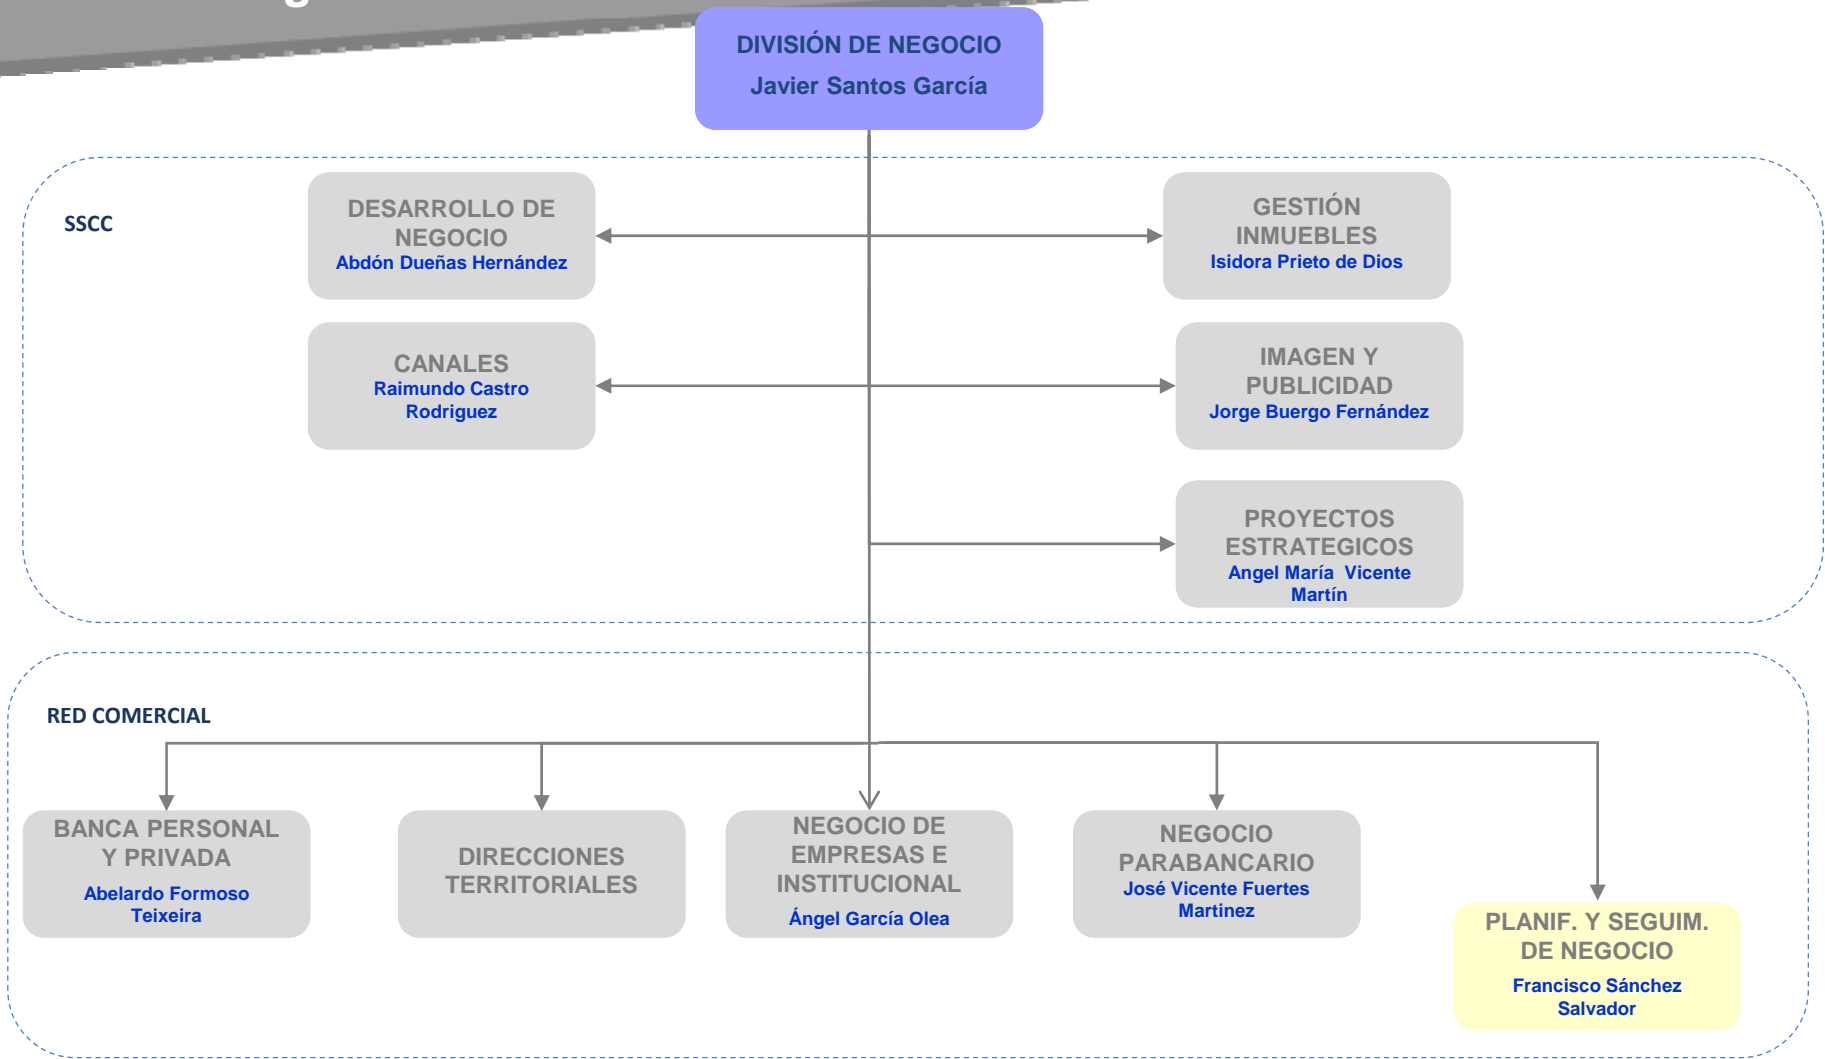 DIVISIÓN DE NEGOCIO
Javier Santos García
SSCC
DESARROLLO DE
NEGOCIO
Abdón Dueñas Hernández
GESTIÓN
INMUEBLES
Isidora Prieto de Dios
CANALES
Raimundo Castro
Rodriguez
IMAGEN Y
PUBLICIDAD
Jorge Buergo Fernández
PROYECTOS
ESTRATEGICOS
Angel María Vicente
Martín
RED COMERCIAL
BANCA PERSONAL
Y PRIVADA
Abelardo Formoso
Teixeira
DIRECCIONES
TERRITORIALES
NEGOCIO DE
EMPRESAS E
INSTITUCIONAL
Ángel García Olea
NEGOCIO
PARABANCARIO
José Vicente Fuertes
Martinez
PLANIF. Y SEGUIM.
DE NEGOCIO
Francisco Sánchez
Salvador